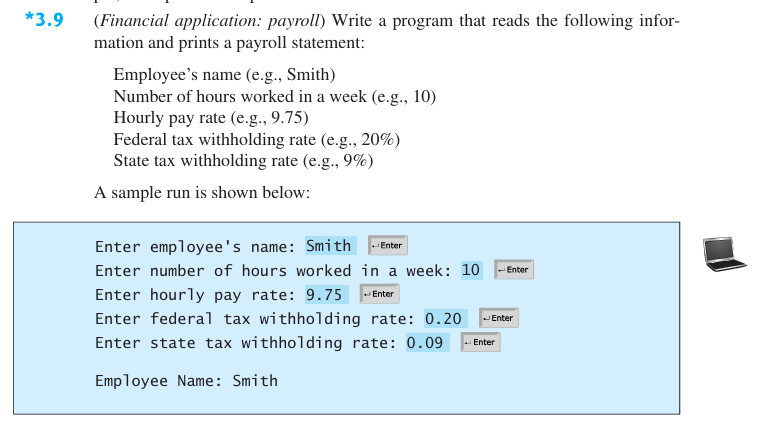 *3.9 (Financial application: payroll) Write a program that reads the following infor-
mation and prints a payroll statement:
Employee's name (e.g., Smith)
Number of hours worked in a week (e.g., 10)
Hourly pay rate (e.g., 9.75)
Federal tax withholding rate (e.g., 20%)
State tax withholding rate (e.g., 9%)
A sample run is shown below:
Enter employee's name: Smith ↵Enter
Enter number of hours worked in a week: 10 ↵Enter
Enter hourly pay rate: 9.75 ↵Enter
Enter federal tax withholding rate: 0.20 ↵Enter
Enter state tax withholding rate: 0.09 ↵Enter
Employee Name: Smith